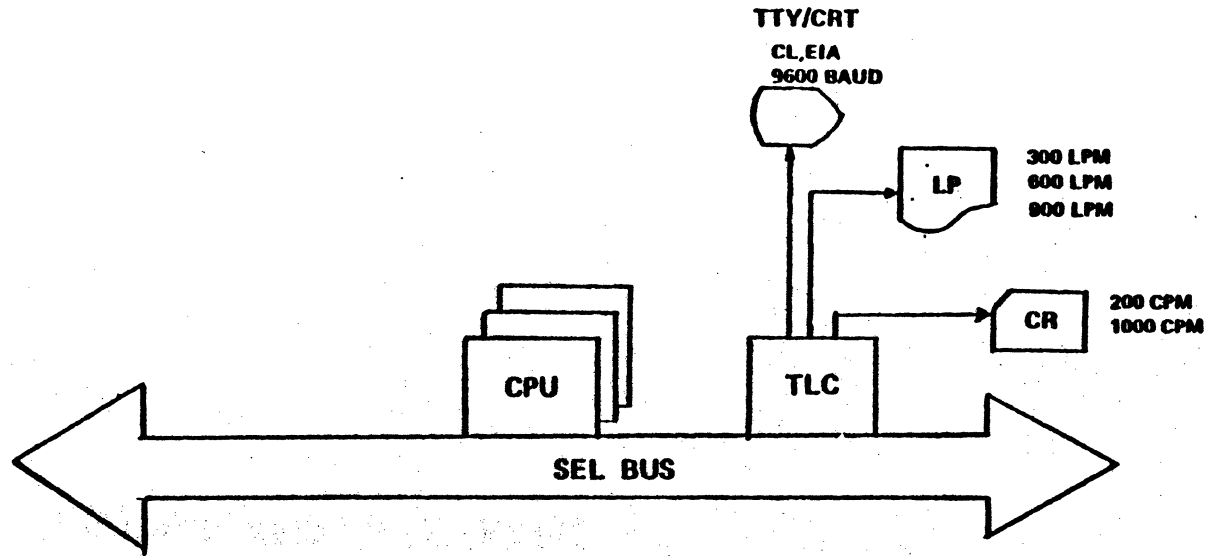 TTY/CRT
CL,EIA
9600 BAUD
LP
300 LPM
600 LPM
900 LPM
CR
200 CPM
1000 CPM
CPU
TLC
SEL BUS